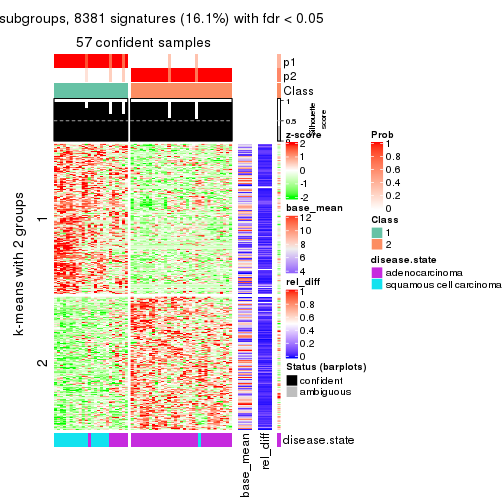 subgroups, 8381 signatures (16.1%) with fdr < 0.05
57 confident samples
p1
p2
Class
1
0.5
0
Silhouette
score
k-means with 2 groups
1
2
z-score
2
1
0
-1
-2
base_mean
12
10
8
6
4
rel_diff
1
0.8
0.6
0.4
0.2
0
Status (barplots)
confident
ambiguous
Prob
1
0.8
0.6
0.4
0.2
0
Class
1
2
disease.state
adenocarcinoma
squamous cell carcinoma
disease.state
base_mean
rel_diff